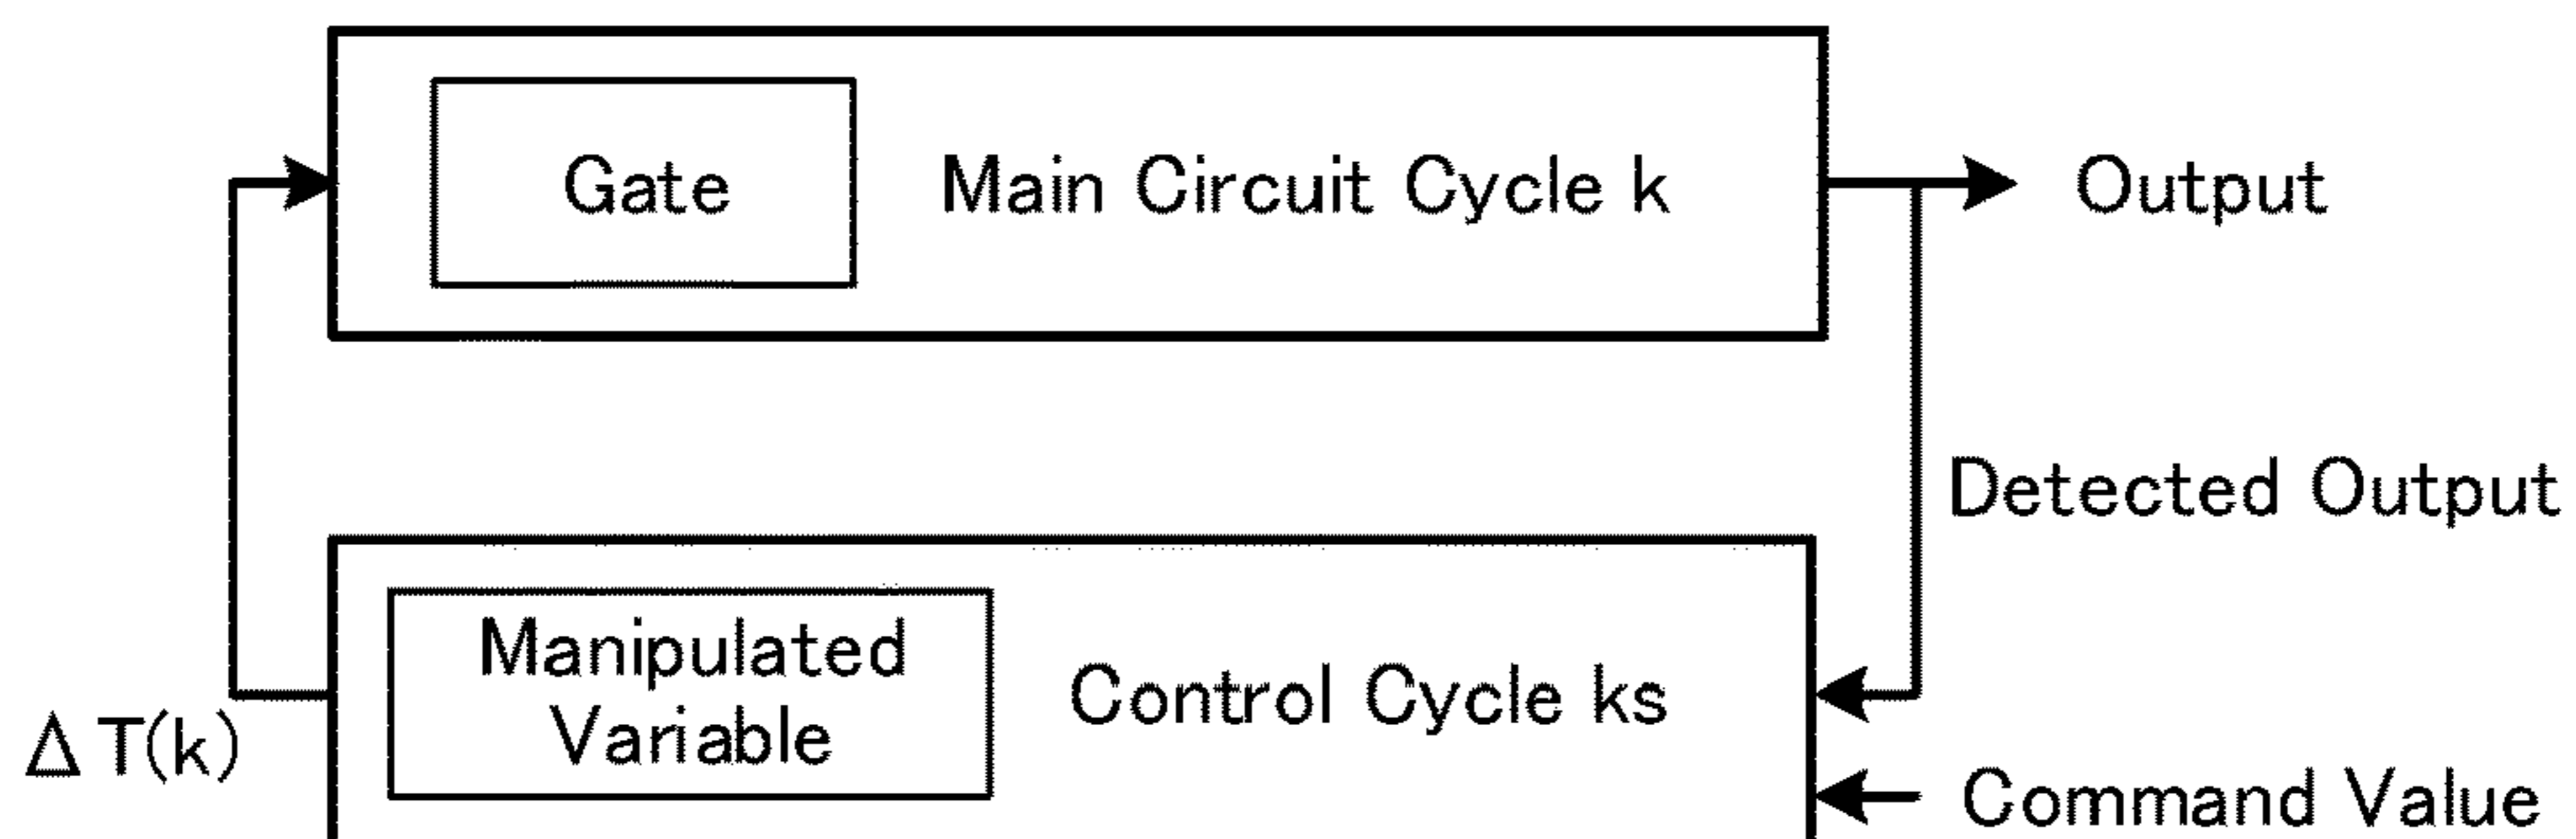 Gate
Main Circuit Cycle k
Output
Detected Output
Manipulated
Variable
Control Cycle ks
ΔT(k)
Command Value